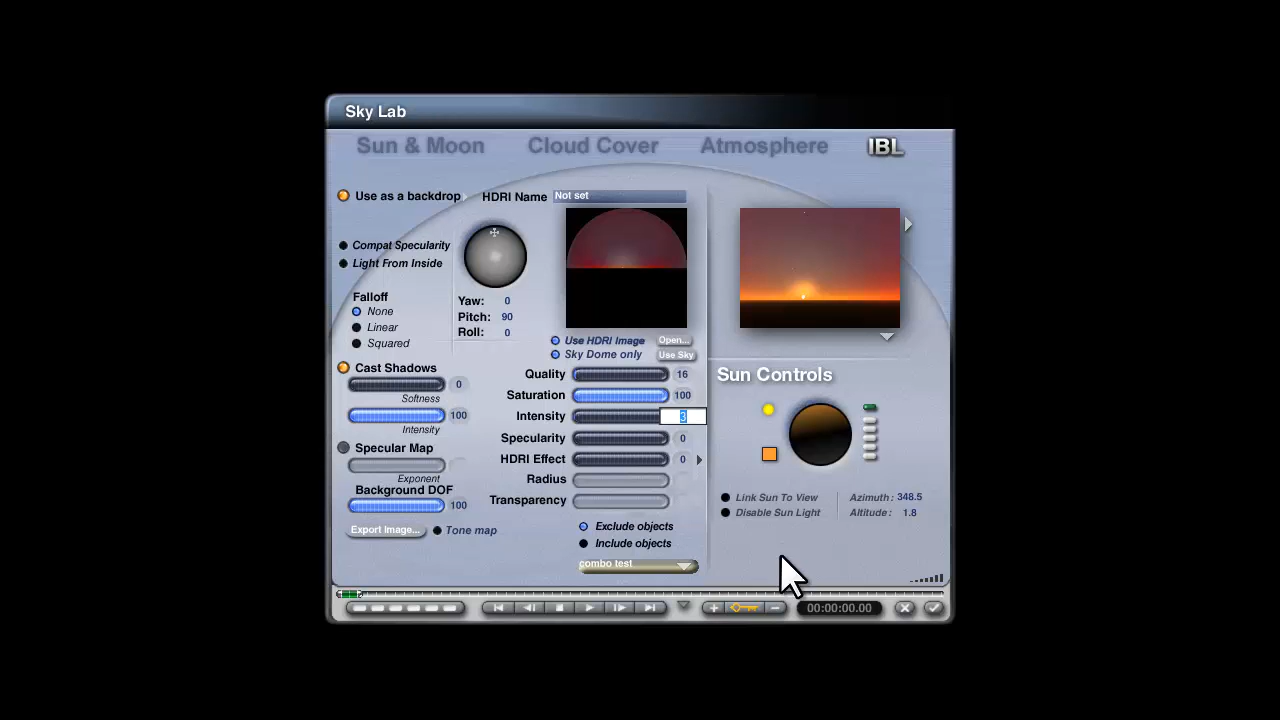 Sky Lab
Sun & Moon
Cloud Cover
Atmosphere
IBL
Use as a backdrop
HDRI Name
Not set
Compat Specularity
Light From Inside
Falloff
None
Linear
Squared
Yaw: 0
Pitch: 90
Roll: 0
Use HDRI Image
Open...
Sky Dome only
Use Sky
Cast Shadows
0
Softness
100
Intensity
Specular Map
Exponent
Background DOF
100
Export Image...
Tone map
Quality 16
Saturation 100
Intensity 3
Specularity 0
HDRI Effect 0
Radius
Transparency
Exclude objects
Include objects
combo test
Sun Controls
Link Sun To View
Azimuth: 348.5
Disable Sun Light
Altitude: 1.8
00:00:00.00